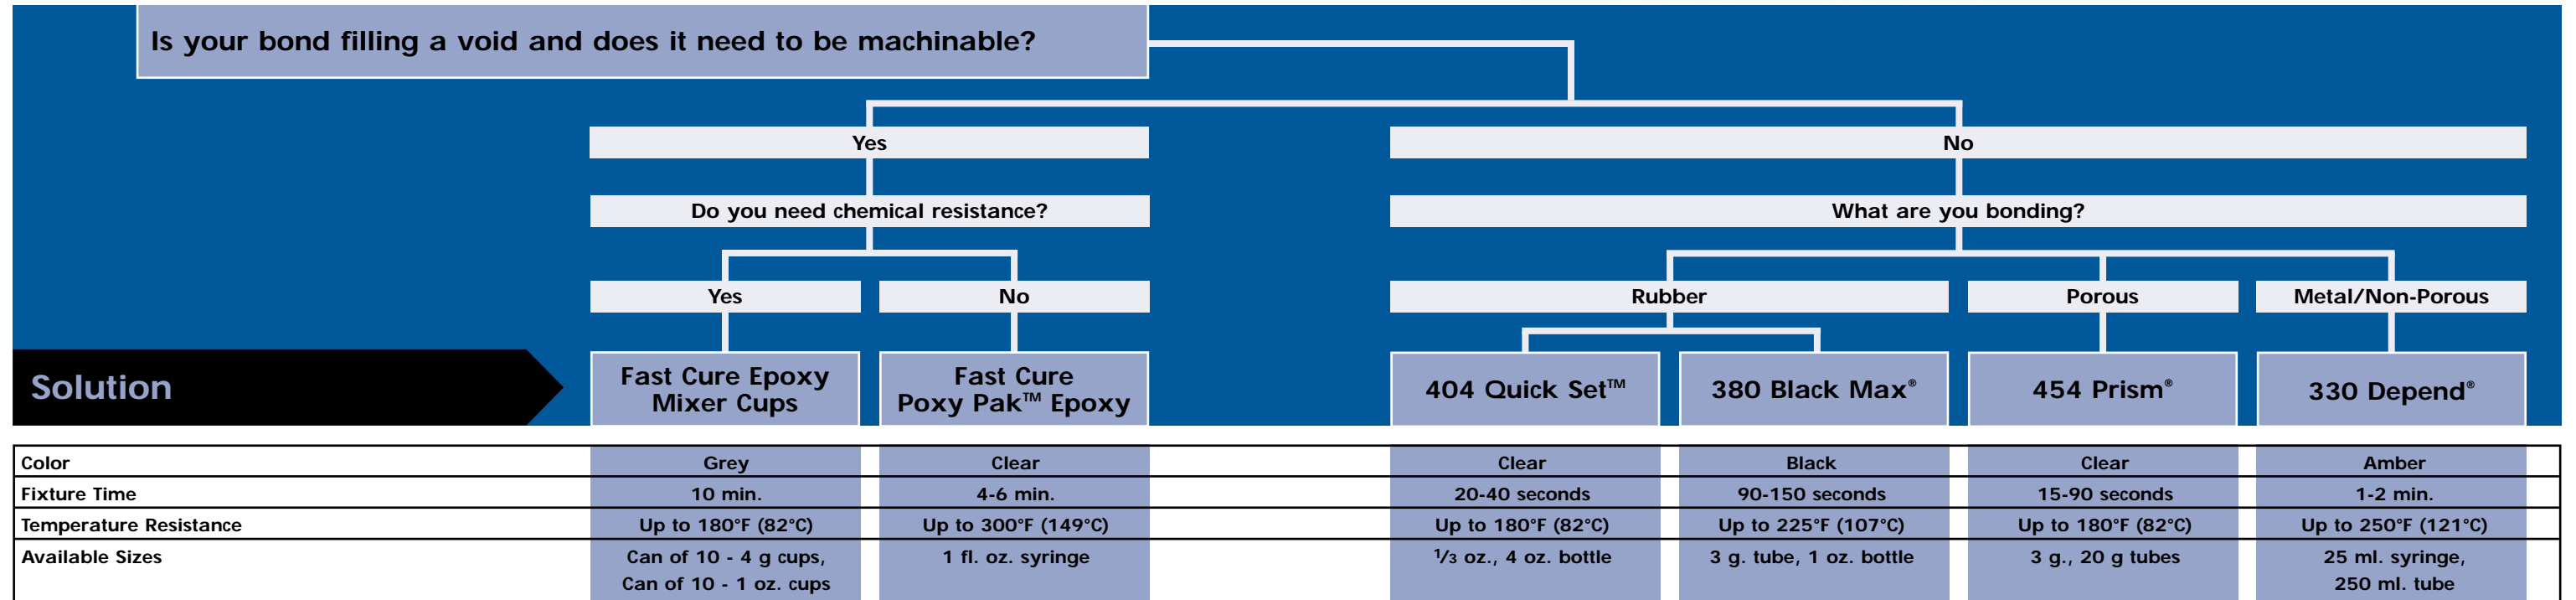 Is your bond filling a void and does it need to be machinable?
Yes
No
Do you need chemical resistance?
What are you bonding?
Yes
No
Rubber
Porous
Metal/Non-Porous
Solution
Fast Cure Epoxy
Mixer Cups
Fast Cure
Poxy Pak™ Epoxy
404 Quick Set™
380 Black Max®
454 Prism®
330 Depend®
Color Grey Clear Clear Black Clear Amber
Fixture Time 10 min. 4-6 min. 20-40 seconds 90-150 seconds 15-90 seconds 1-2 min.
Temperature Resistance Up to 180°F (82°C) Up to 300°F (149°C) Up to 180°F (82°C) Up to 225°F (107°C) Up to 180°F (82°C) Up to 250°F (121°C)
Available Sizes Can of 10 - 4 g cups, 1 fl. oz. syringe 1/3 oz., 4 oz. bottle 3 g. tube, 1 oz. bottle 3 g., 20 g tubes 25 ml. syringe,
Can of 10 - 1 oz. cups 250 ml. tube